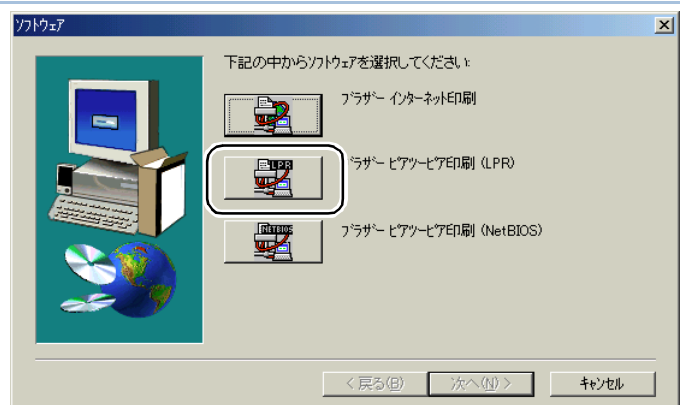 ソフトウェア
下記の中からソフトウェアを選択してください:
ブラザー インターネット印刷
LPR
ブラザー ピアツーピア印刷 (LPR)
NETBIOS
ブラザー ピアツーピア印刷 (NetBIOS)
< 戻る(B) 次へ(N) > キャンセル